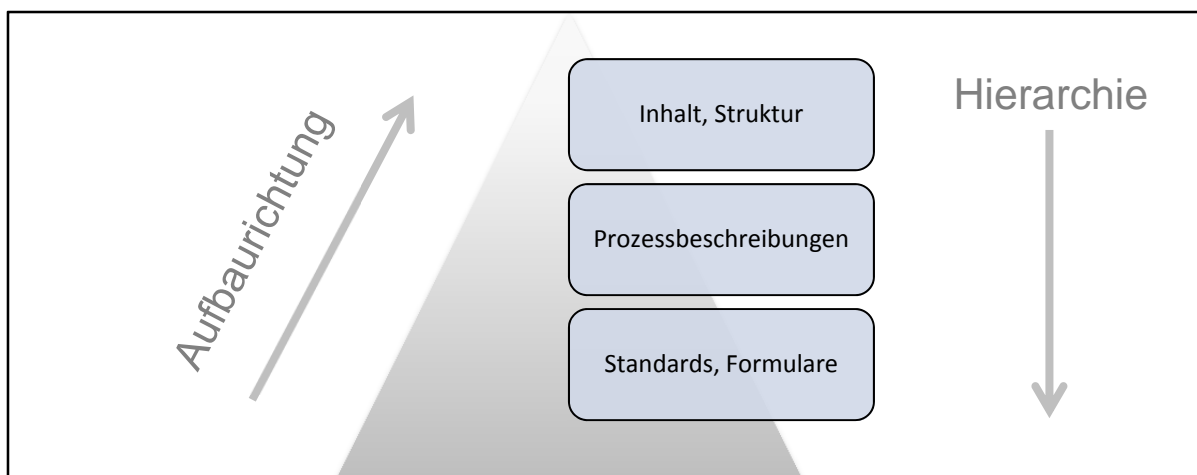 Aufbaurichtung
Inhalt, Struktur
Prozessbeschreibungen
Standards, Formulare
Hierarchie